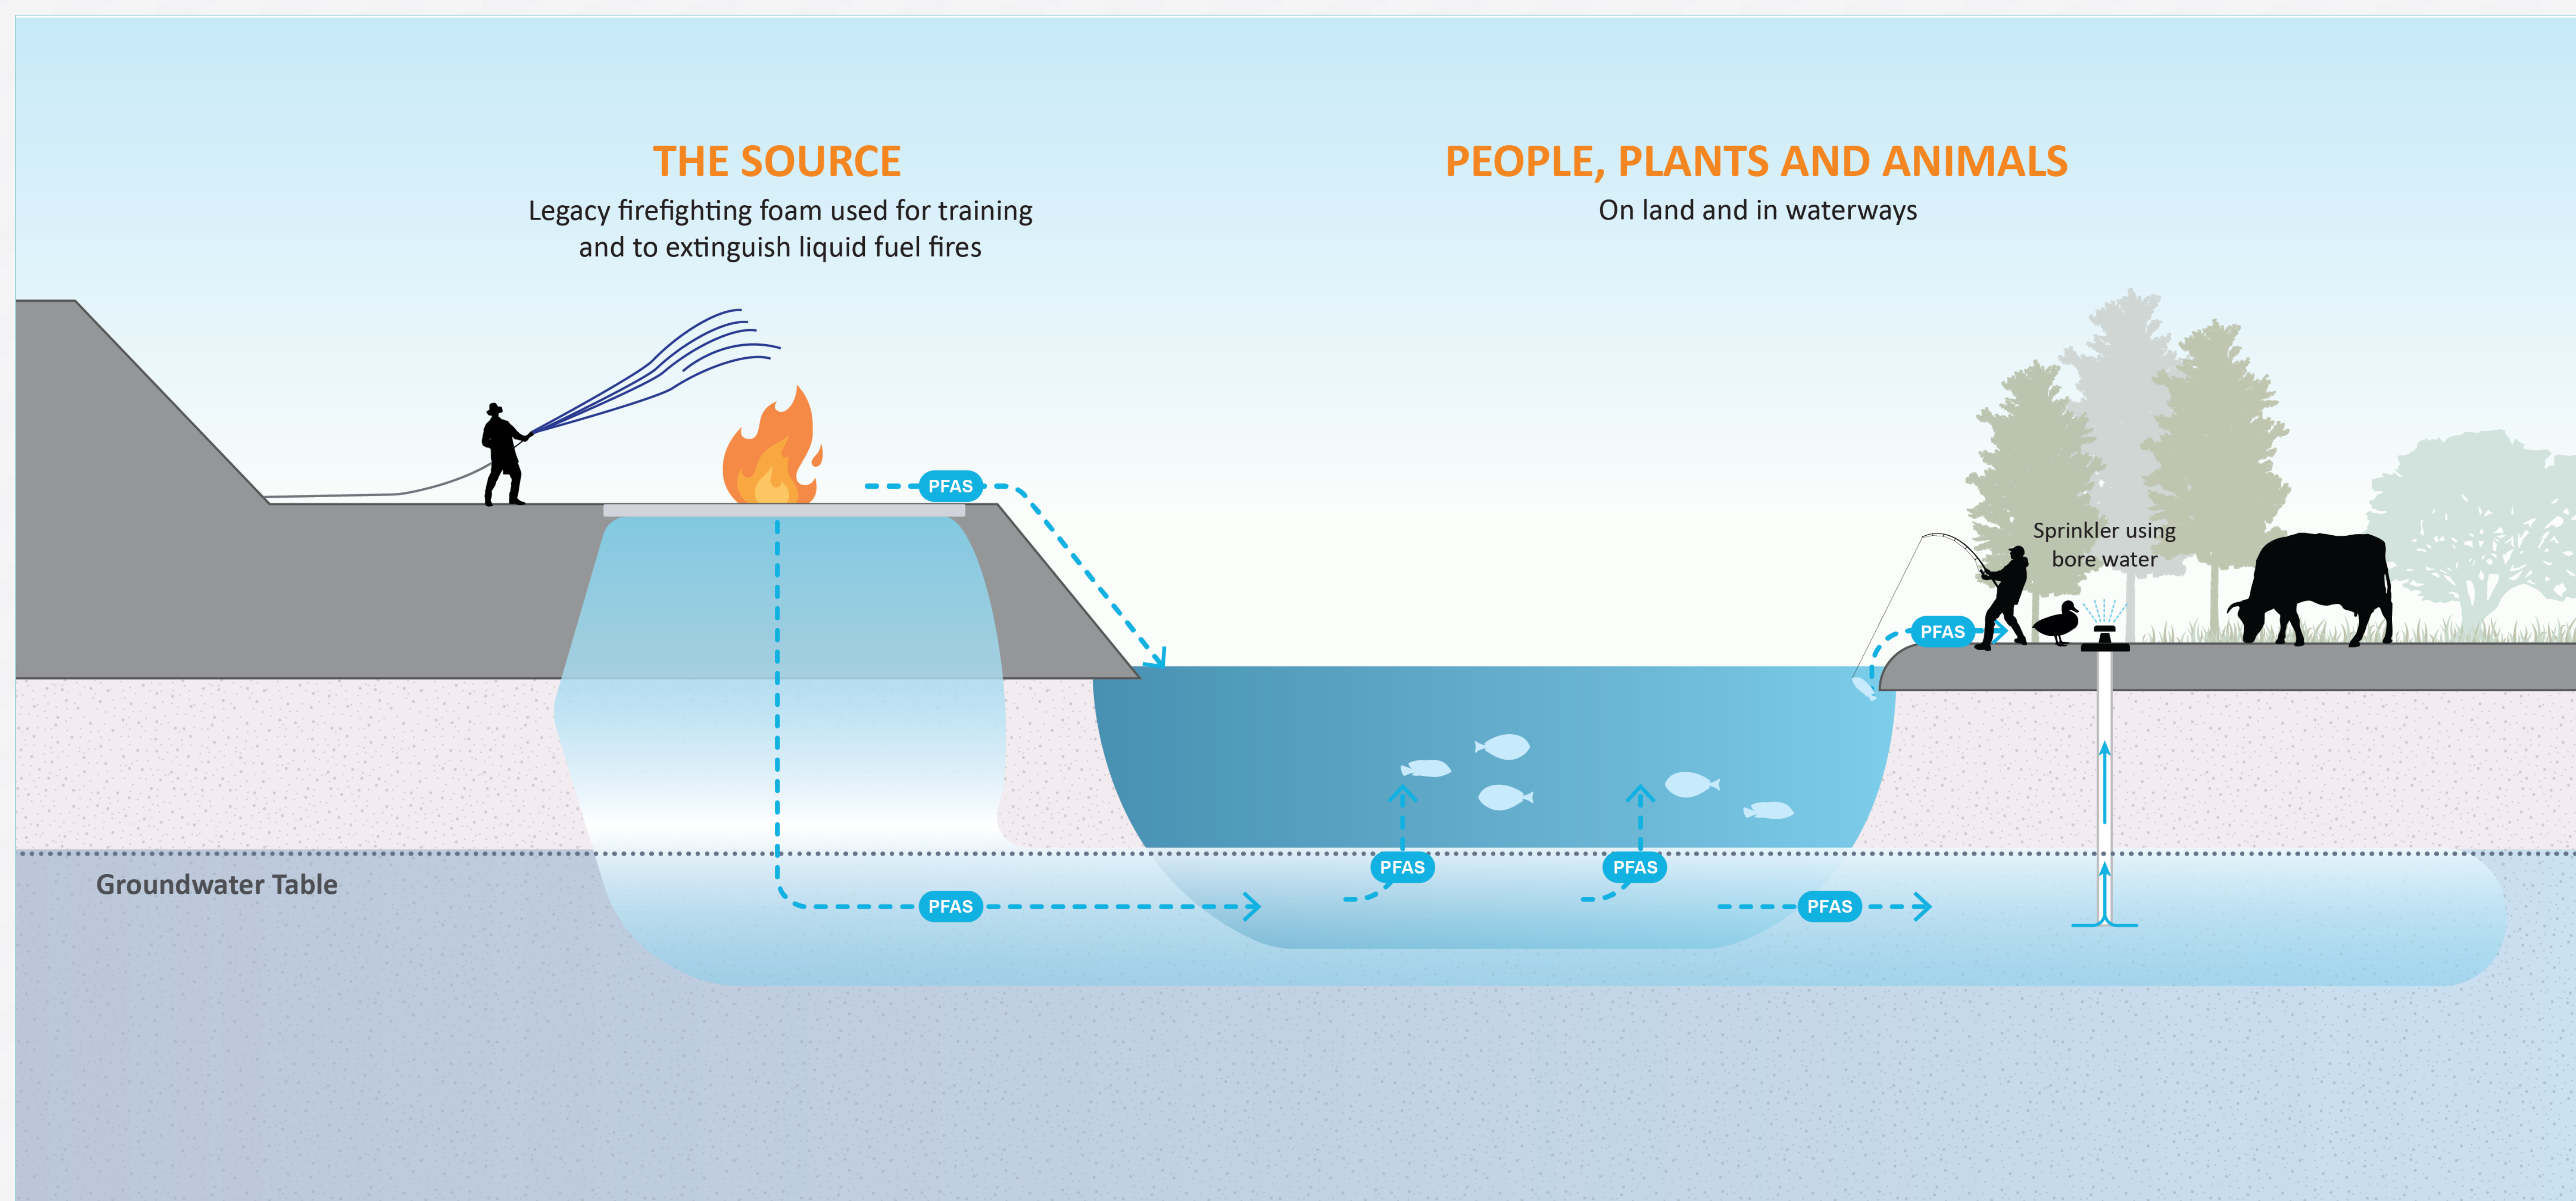 THE SOURCE
Legacy firefighting foam used for training
and to extinguish liquid fuel fires
PEOPLE, PLANTS AND ANIMALS
On land and in waterways
PFAS
Sprinkler using
bore water
PFAS
PFAS
PFAS
Groundwater Table
PFAS
PFAS